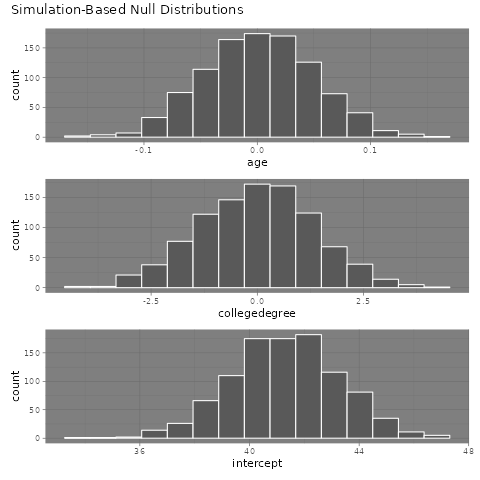 Simulation-Based Null Distributions
150
100
50
0
count
-0.1 0.0 0.1
age
150
100
50
0
count
-2.5 0.0 2.5
collegedegree
150
100
50
0
count
36 40 44 48
intercept